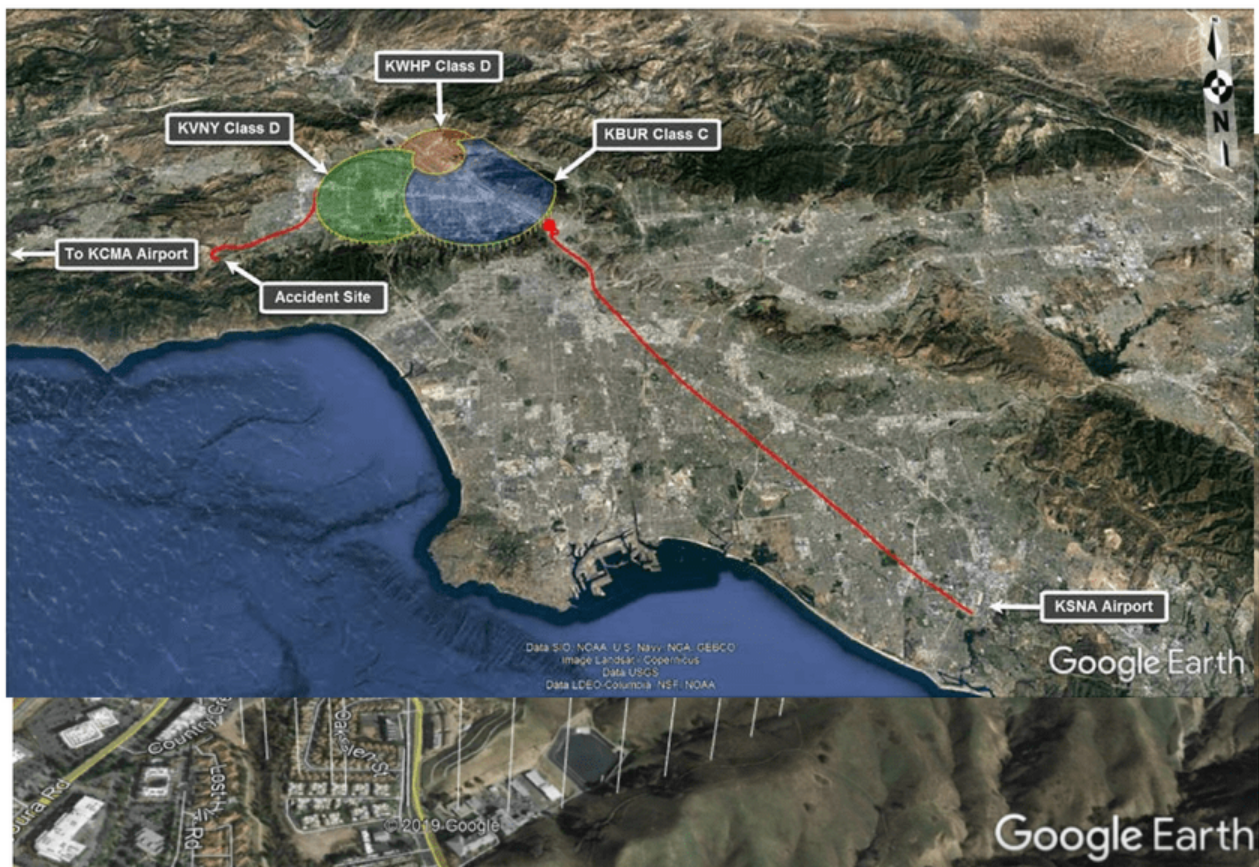 N
KWHP Class D
KVNY Class D
KBUR Class C
To KCMA Airport
Accident Site
KSNA Airport
Data SIO, NOAA, U.S. Navy, NGA, GEBCO
Image Landsat / Copernicus
Data USGS
Data LDEO-Columbia, NSF, NOAA
Google Earth
Rd
© 2019 Google
Google Earth